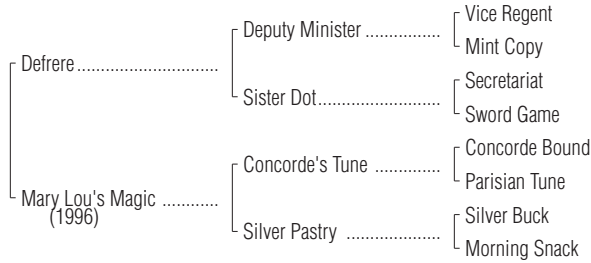 Vice Regent
Deputy Minister ................
Mint Copy
Defrere..............................
Secretariat
Sister Dot..........................
Sword Game
Concorde Bound
Concorde's Tune ..............
Parisian Tune
Mary Lou's Magic ............
(1996)
Silver Buck
Silver Pastry ....................
Morning Snack